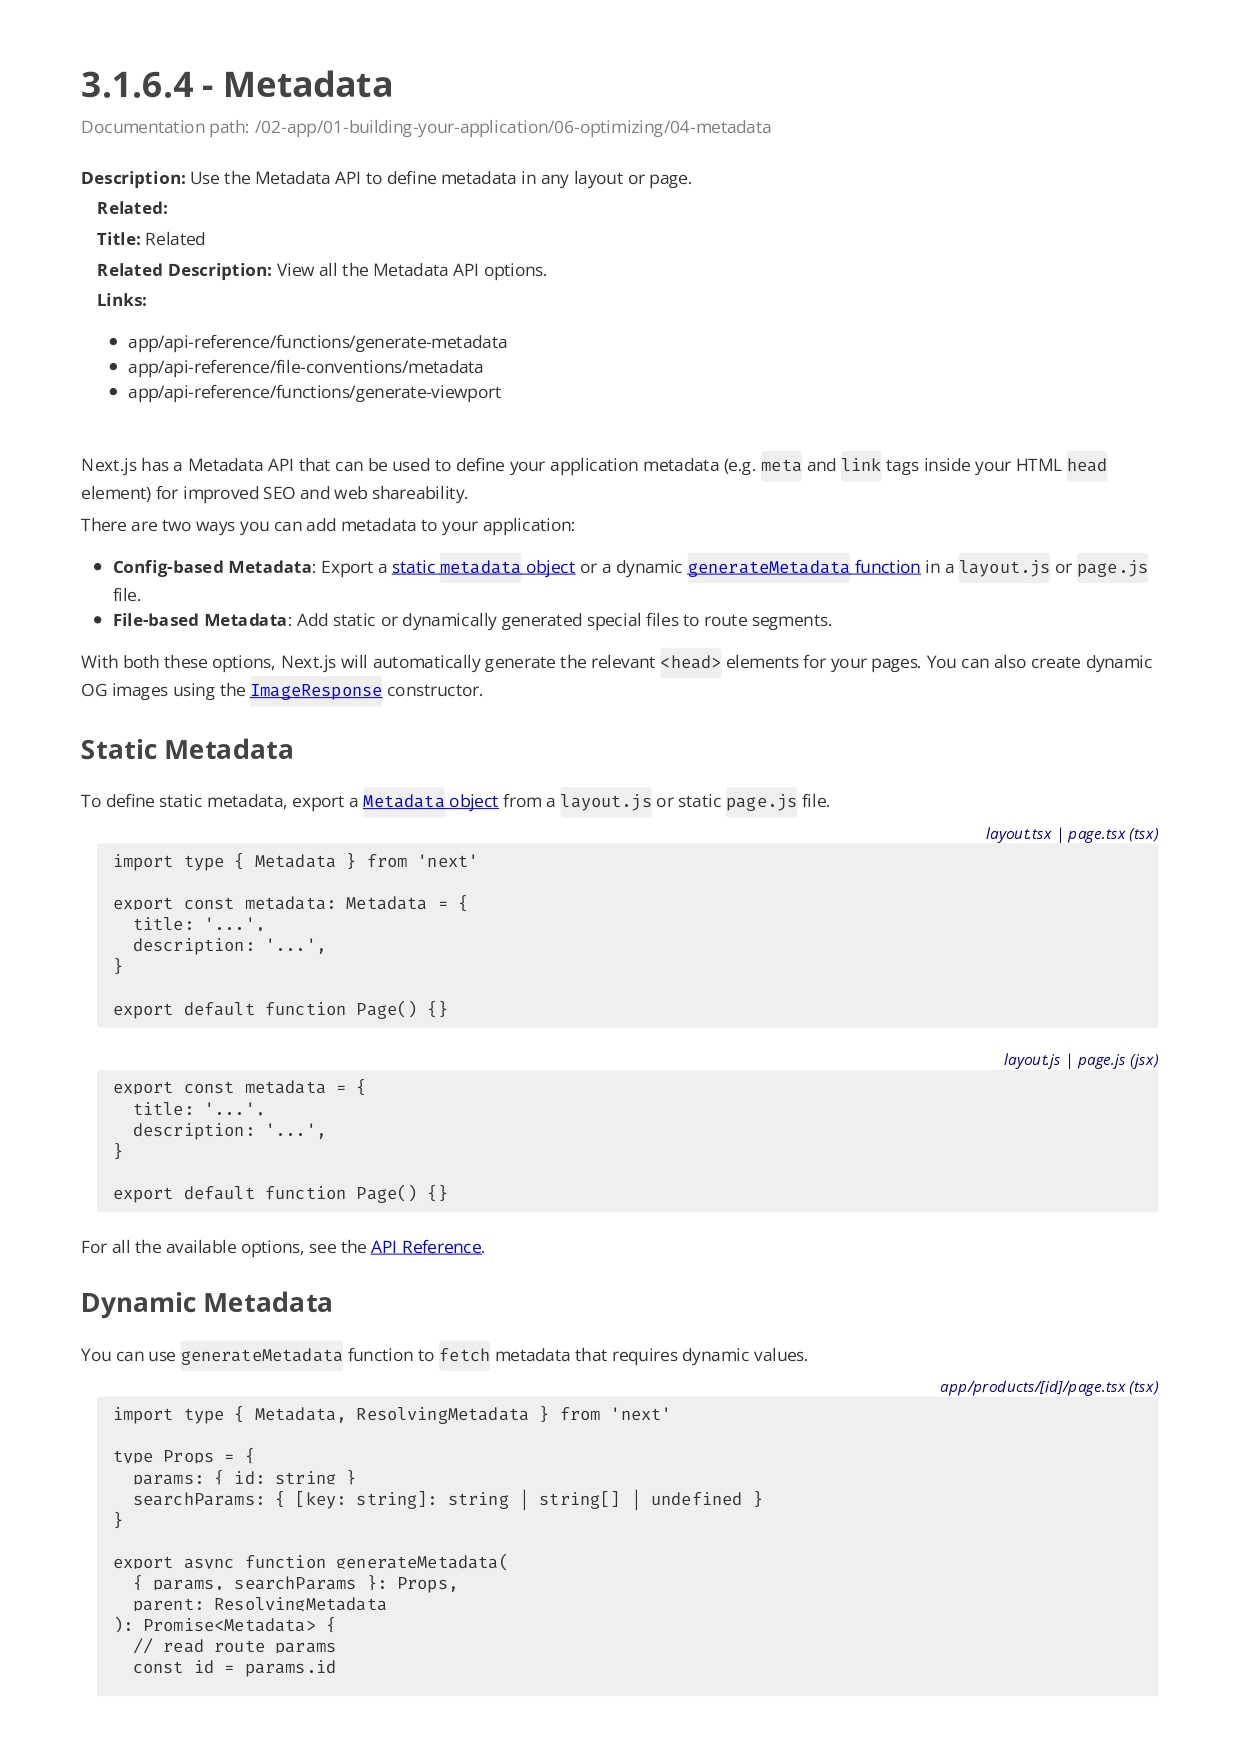 3.1.6.4 - Metadata
Documentation path: /02-app/01-building-your-application/06-optimizing/04-metadata
Description: Use the Metadata API to define metadata in any layout or page.
Related:
Title: Related
Related Description: View all the Metadata API options.
Links:
• app/api-reference/functions/generate-metadata
• app/api-reference/file-conventions/metadata
• app/api-reference/functions/generate-viewport
Next.js has a Metadata API that can be used to define your application metadata (e.g. meta and link tags inside your HTML head
element) for improved SEO and web shareability.
There are two ways you can add metadata to your application:
• Config-based Metadata: Export a static metadata object or a dynamic generateMetadata function in a layout.js or page.js
file.
• File-based Metadata: Add static or dynamically generated special files to route segments.
With both these options, Next.js will automatically generate the relevant <head> elements for your pages. You can also create dynamic
OG images using the ImageResponse constructor.
Static Metadata
To define static metadata, export a Metadata object from a layout.js or static page.js file.
layout.tsx | page.tsx (tsx)
import type { Metadata } from 'next'
export const metadata: Metadata = {
  title: '...',
  description: '...',
}
export default function Page() {}
layout.js | page.js (jsx)
export const metadata = {
  title: '...',
  description: '...',
}
export default function Page() {}
For all the available options, see the API Reference.
Dynamic Metadata
You can use generateMetadata function to fetch metadata that requires dynamic values.
app/products/[id]/page.tsx (tsx)
import type { Metadata, ResolvingMetadata } from 'next'
type Props = {
  params: { id: string }
  searchParams: { [key: string]: string | string[] | undefined }
}
export async function generateMetadata(
  { params, searchParams }: Props,
  parent: ResolvingMetadata
): Promise<Metadata> {
  // read route params
  const id = params.id